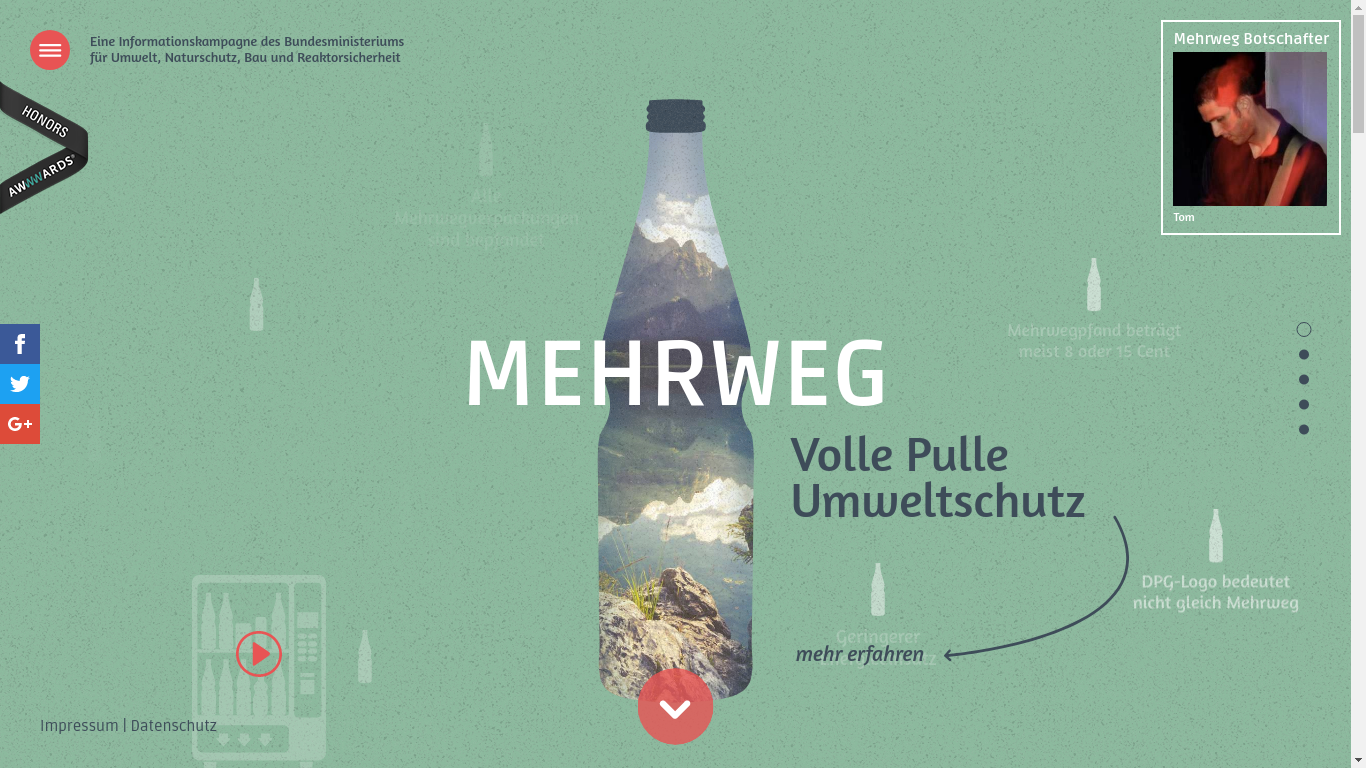 Eine Informationskampagne des Bundesministeriums
für Umwelt, Naturschutz, Bau und Reaktorsicherheit
Mehrweg Botschafter
Tom
HONORS
AWWWARDS
Alle
Mehrwegverpackungen
sind bepfandet
Mehrwegpfand beträgt
meist 8 oder 15 Cent
MEHRWEG
Volle Pulle
Umweltschutz
DPG-Logo bedeutet
nicht gleich Mehrweg
Geringerer
mehr erfahren
Impressum | Datenschutz